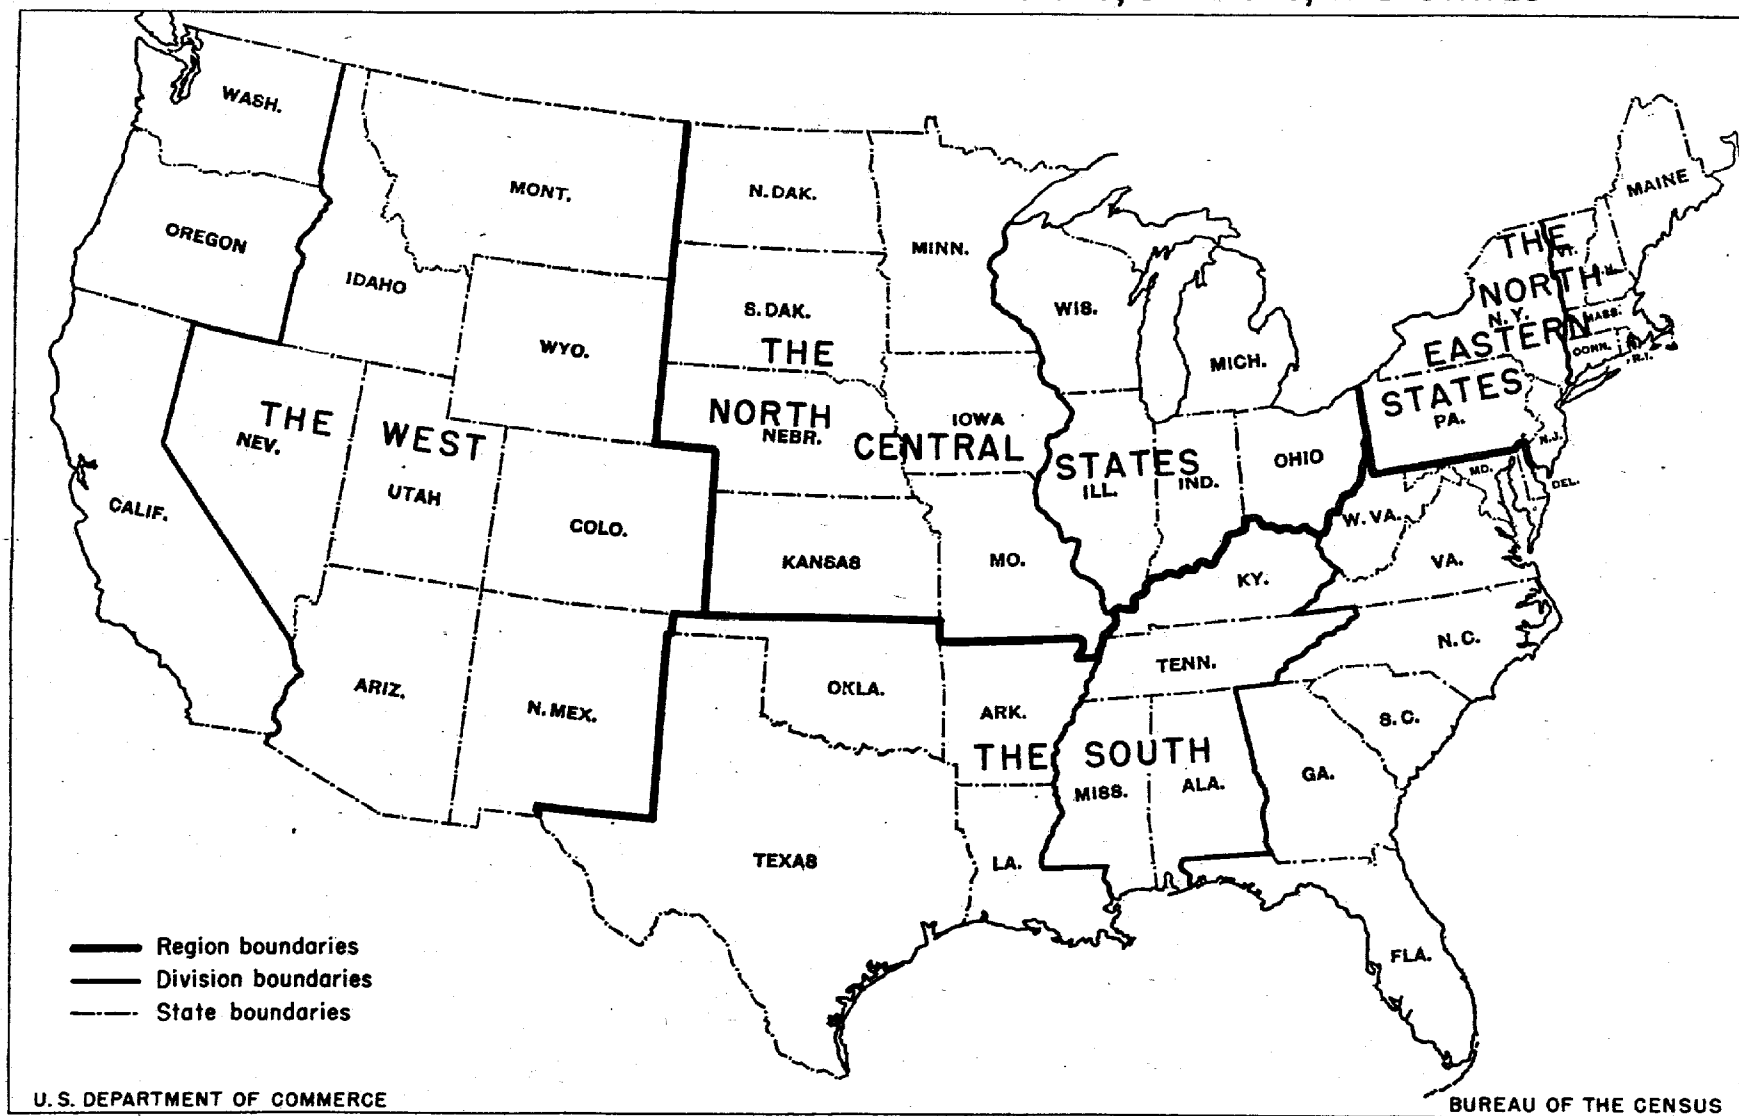 WASH.
MONT.
N. DAK.
MINN.
MAINE
OREGON
IDAHO
S. DAK.
WIS.
MICH.
WYO.
THE
NORTH
EASTERN
STATES
VT.
N.Y.
MASS.
CONN.
R.I.
PA.
N.J.
THE
NORTH
CENTRAL
STATES
NEBR.
IOWA
ILL.
IND.
OHIO
THE
WEST
NEV.
UTAH
CALIF.
COLO.
KANSAS
MO.
KY.
W. VA.
VA.
MD.
DEL.
ARIZ.
N. MEX.
OKLA.
ARK.
TENN.
N. C.
S. C.
THE SOUTH
MISS.
ALA.
GA.
TEXAS
LA.
FLA.
Region boundaries
Division boundaries
State boundaries
U. S. DEPARTMENT OF COMMERCE
BUREAU OF THE CENSUS